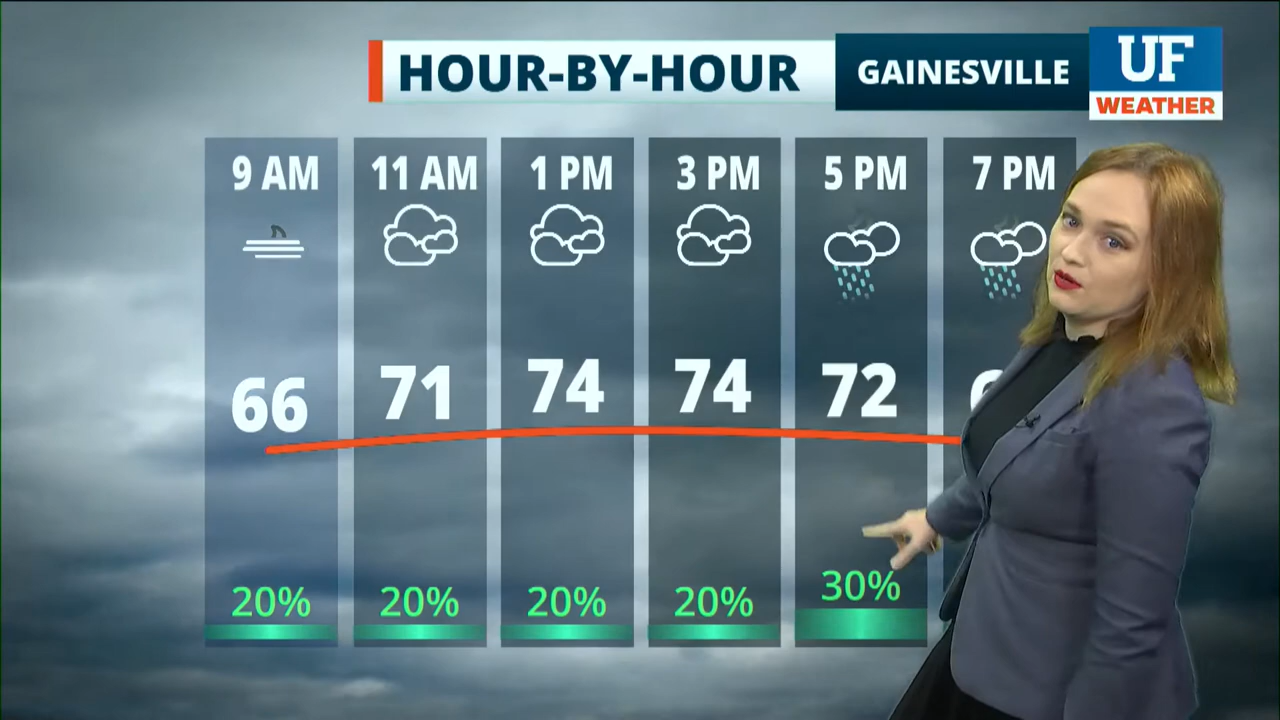 HOUR-BY-HOUR
GAINESVILLE
UF
WEATHER
9 AM
11 AM
1 PM
3 PM
5 PM
7 PM
66
71
74
74
72
20%
20%
20%
20%
30%